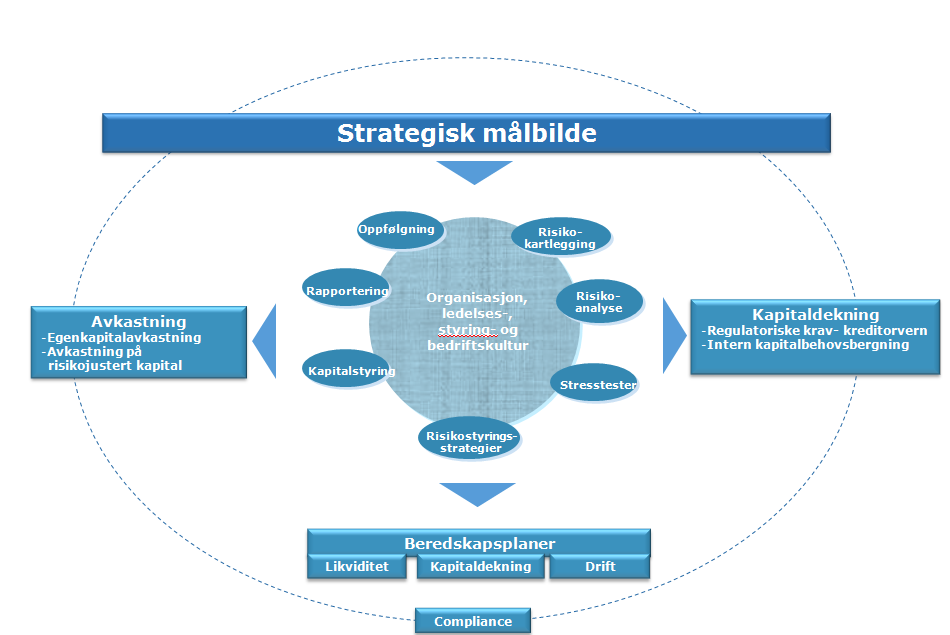 Strategisk målbilde
Oppfølgning
Risiko-
kartlegging
Rapportering
Organisasjon,
ledelses-,
styring- og
bedriftskultur
Risiko-
analyse
Avkastning
-Egenkapitalavkastning
-Avkastning på
risikojustert kapital
Kapitaldekning
-Regulatoriske krav- kreditorvern
-Intern kapitalbehovsbergning
Kapitalstyring
Stresstester
Risikostyrings-
strategier
Beredskapsplaner
Likviditet
Kapitaldekning
Drift
Compliance